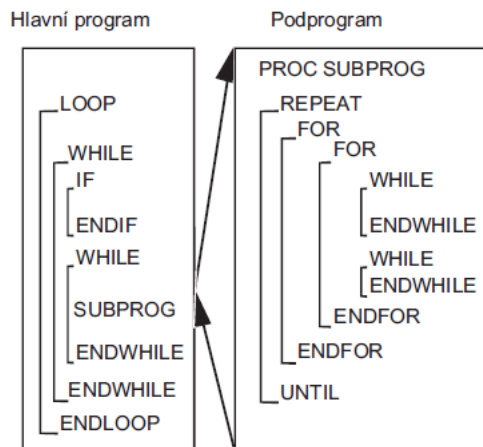 Hlavní program
LOOP
WHILE
IF
ENDIF
WHILE
SUBPROG
ENDWHILE
ENDWHILE
ENDLOOP
Podprogram
PROC SUBPROG
REPEAT
FOR
FOR
WHILE
ENDWHILE
WHILE
ENDWHILE
ENDFOR
ENDFOR
UNTIL